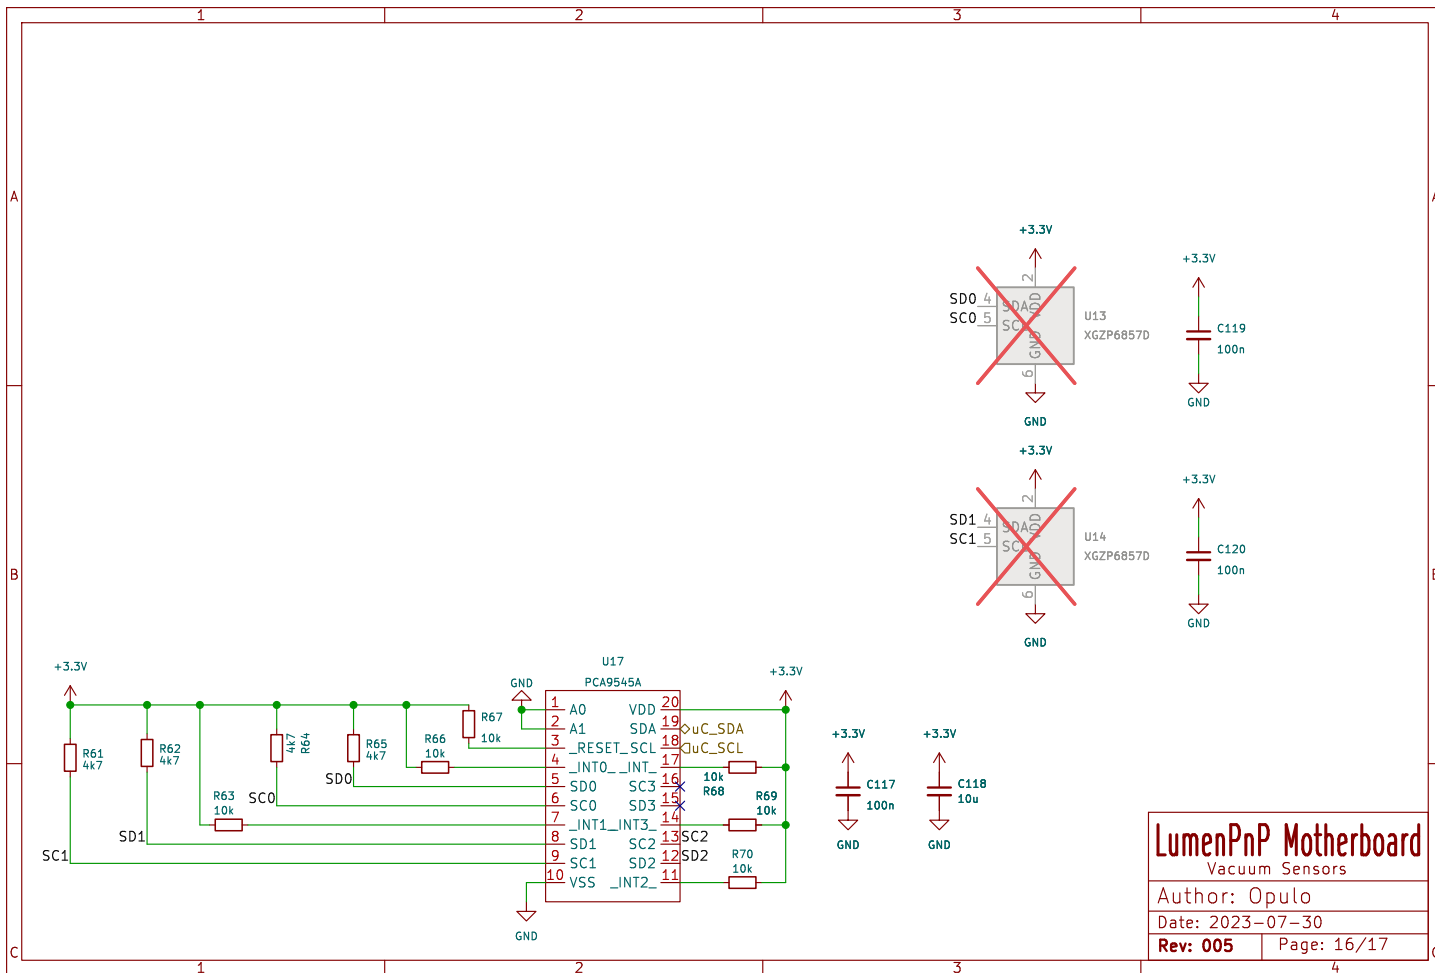 1 2 3 4
A
+3.3V
2
SD0 4 SDA VDD
SC0 5 SC
GND
6
U13
XGZP6857D
GND
+3.3V
C119
100n
GND
+3.3V
2
SD1 4 SDA VDD
SC1 5 SC
GND
6
U14
XGZP6857D
GND
+3.3V
C120
100n
GND
B
+3.3V
R61
4k7
R62
4k7
R63
10k
4k7
R64
R65
4k7
R66
10k
R67
10k
SC1
SD1
SC0
SD0
GND
U17
PCA9545A
1 A0 VDD 20
2 A1 SDA 19 uC_SDA
3 _RESET_ SCL 18 uC_SCL
4 _INT0_ _INT_ 17
5 SD0 SC3 16
6 SC0 SD3 15
7 _INT1_ _INT3_ 14
8 SD1 SC2 13 SC2
9 SC1 SD2 12 SD2
10 VSS _INT2_ 11
GND
+3.3V
10k
R68
R69
10k
R70
10k
+3.3V
C117
100n
GND
+3.3V
C118
10u
GND
LumenPnP Motherboard
Vacuum Sensors
Author: Opulo
Date: 2023-07-30
Rev: 005 Page: 16/17
C
1 2 3 4